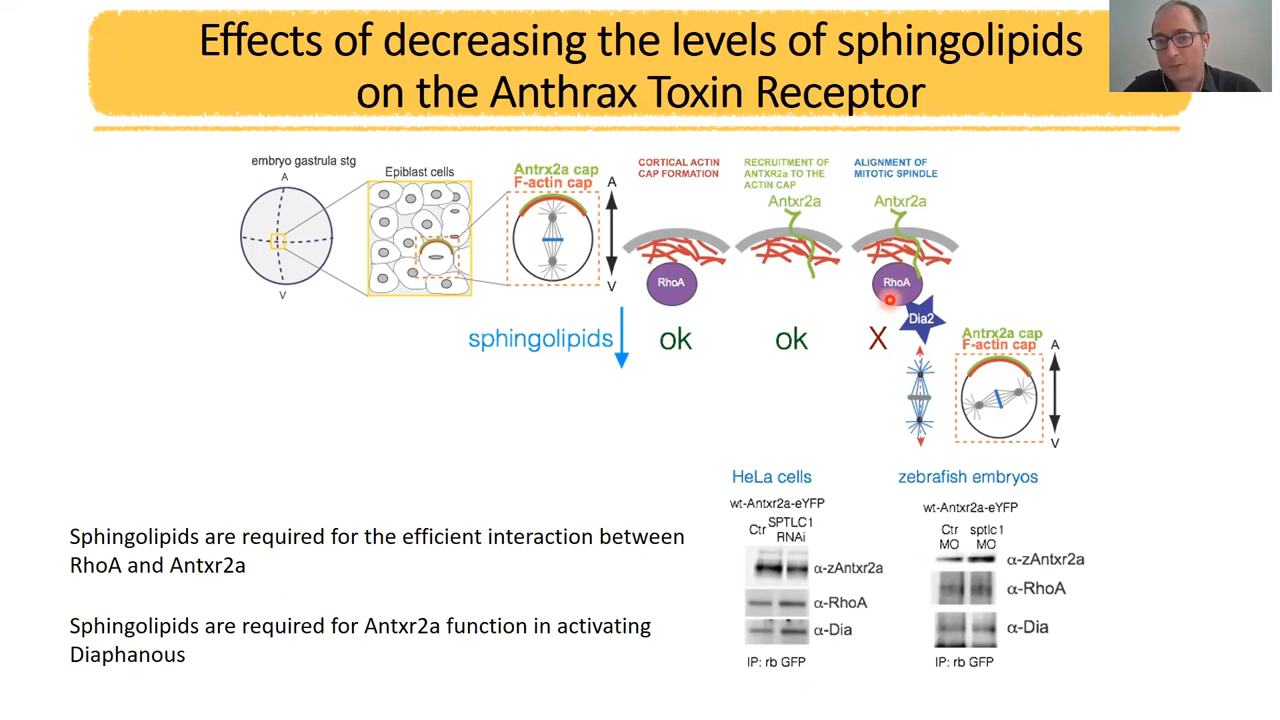 Effects of decreasing the levels of sphingolipids
on the Anthrax Toxin Receptor
embryo gastrula stg
A
V
Epiblast cells
Antrx2a cap
F-actin cap
A
V
CORTICAL ACTIN
CAP FORMATION
RhoA
RECRUITMENT OF
ANTXR2a TO THE
ACTIN CAP
Antxr2a
ALIGNMENT OF
MITOTIC SPINDLE
Antxr2a
RhoA
Dia2
sphingolipids
ok
ok
X
Antrx2a cap
F-actin cap
A
V
Sphingolipids are required for the efficient interaction between
RhoA and Antxr2a
Sphingolipids are required for Antxr2a function in activating
Diaphanous
HeLa cells
wt-Antxr2a-eYFP
Ctr
SPTLC1
RNAi
α-zAntxr2a
α-RhoA
α-Dia
IP: rb GFP
zebrafish embryos
wt-Antxr2a-eYFP
Ctr
MO
sptlc1
MO
α-zAntxr2a
α-RhoA
α-Dia
IP: rb GFP